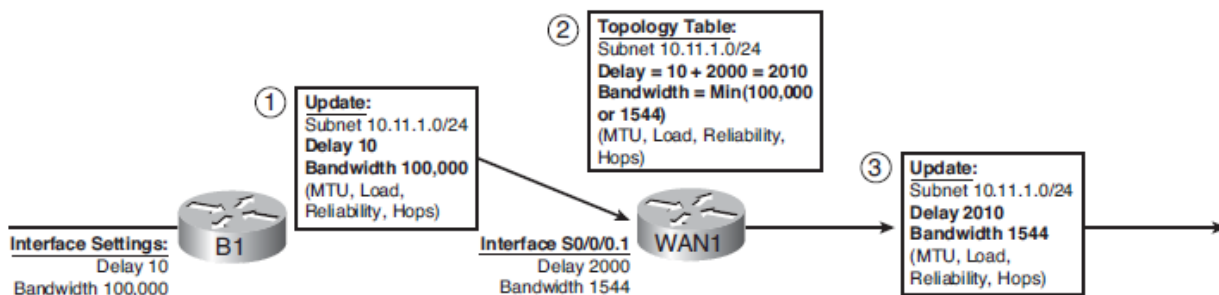 ①
Update:
Subnet 10.11.1.0/24
Delay 10
Bandwidth 100,000
(MTU, Load,
Reliability, Hops)
②
Topology Table:
Subnet 10.11.1.0/24
Delay = 10 + 2000 = 2010
Bandwidth = Min(100,000
or 1544)
(MTU, Load, Reliability,
Hops)
③
Update:
Subnet 10.11.1.0/24
Delay 2010
Bandwidth 1544
(MTU, Load,
Reliability, Hops)
Interface Settings:
Delay 10
Bandwidth 100,000
B1
Interface S0/0/0.1
Delay 2000
Bandwidth 1544
WAN1